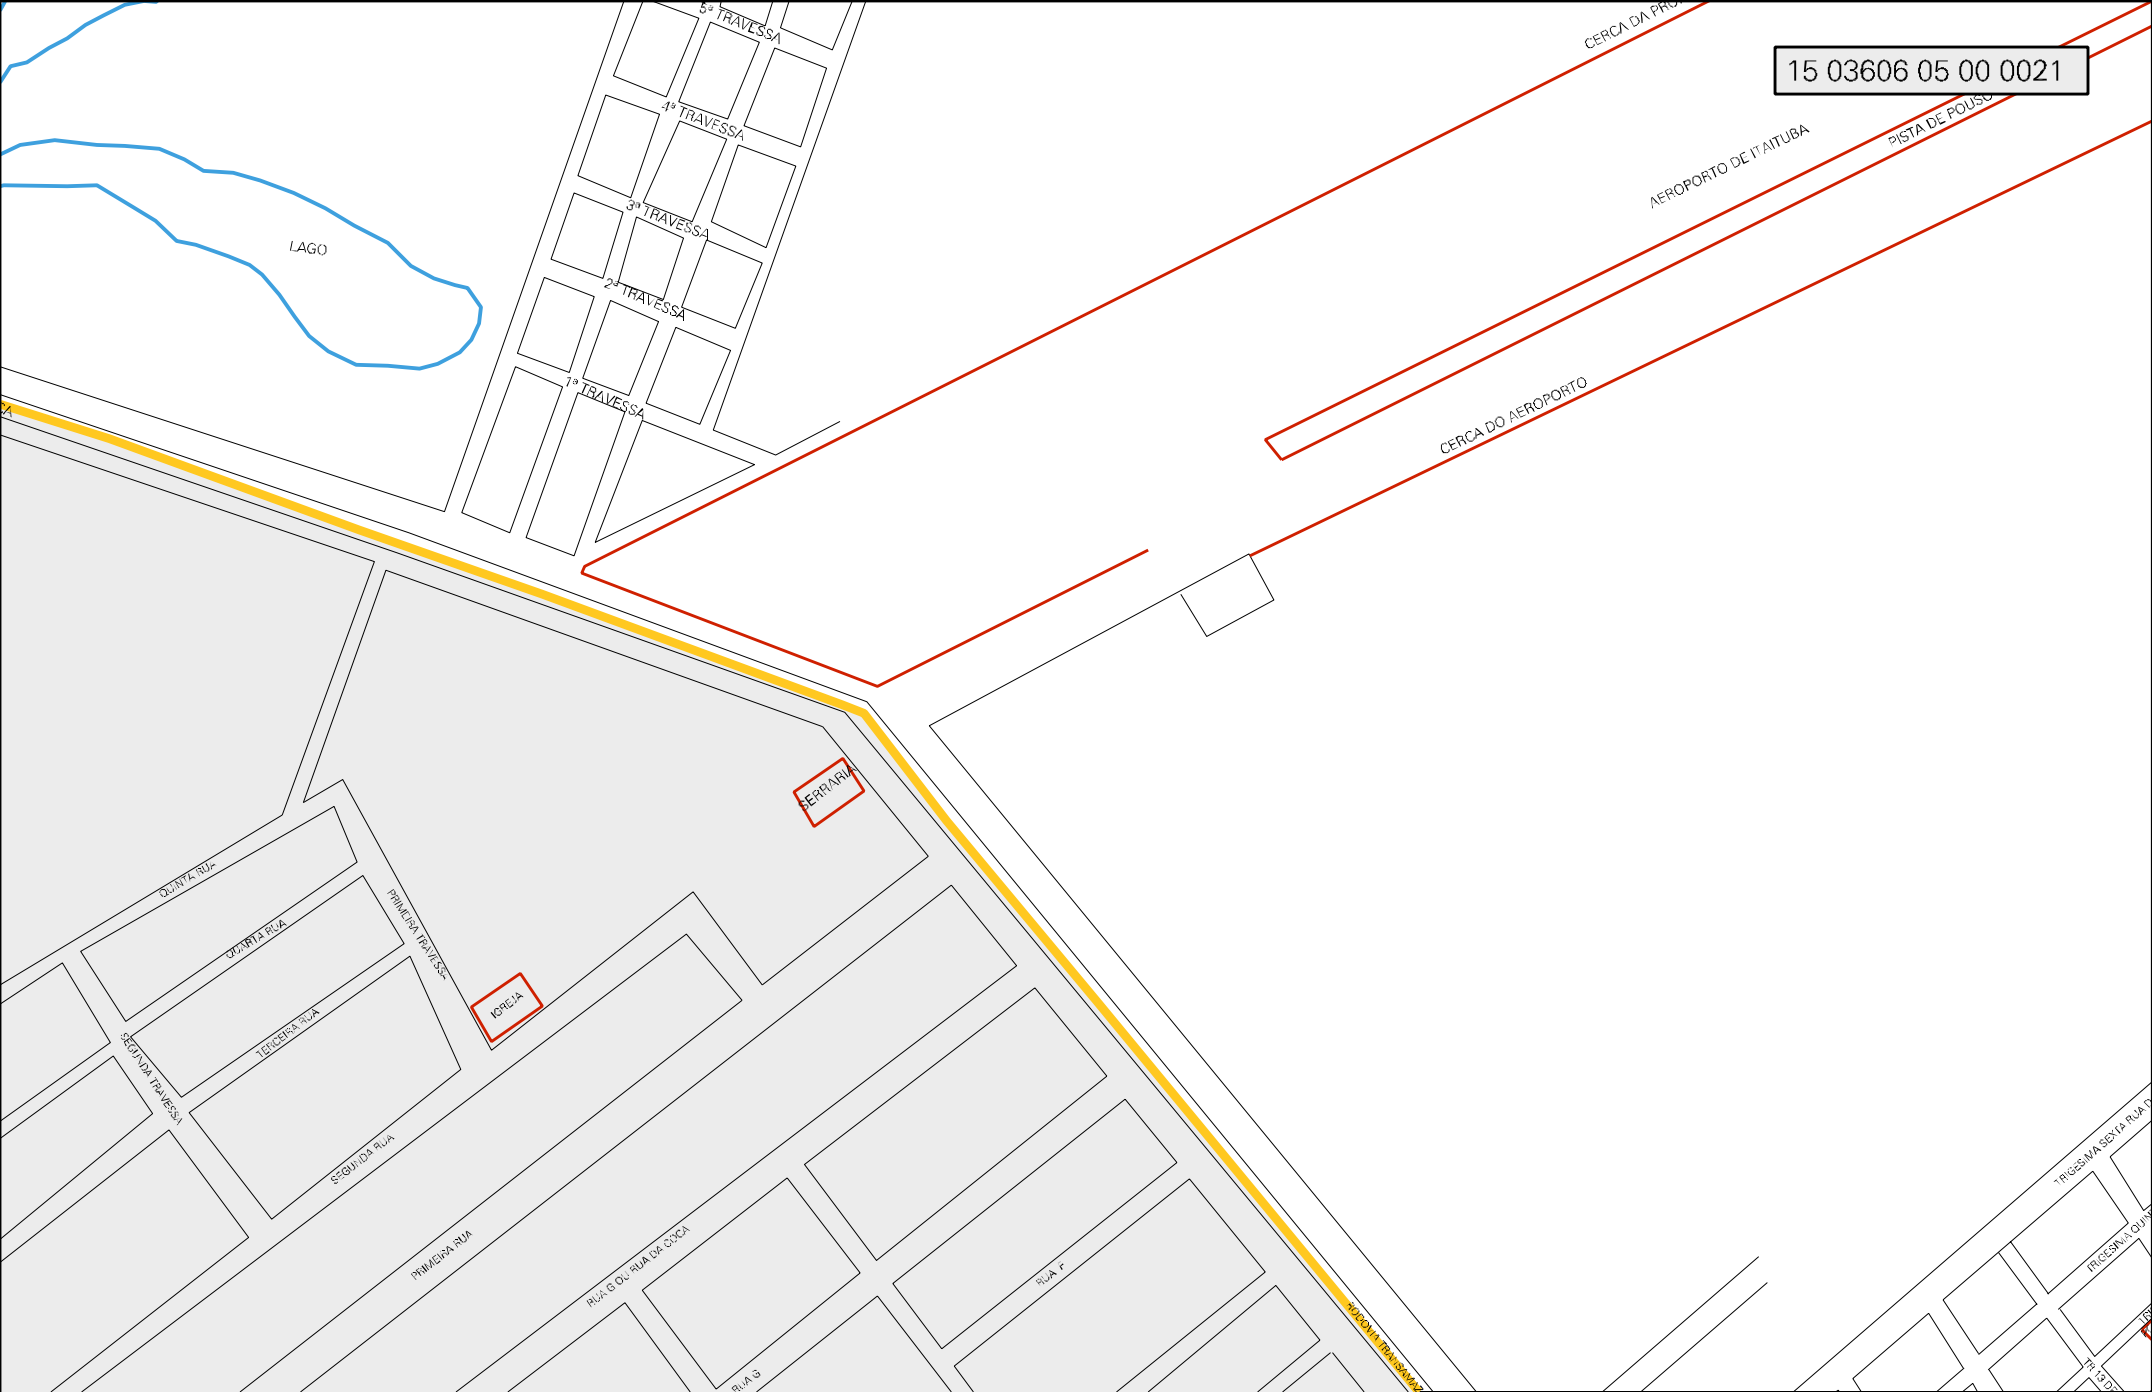 5ª TRAVESSA
CERCA DA
15 03606 05 00 0021
4ª TRAVESSA
PISTA DE POUSO
AEROPORTO DE ITAITUBA
3ª TRAVESSA
LAGO
2ª TRAVESSA
1ª TRAVESSA
CERCA DO AEROPORTO
SERRARIA
QUINTA RUA
QUARTA RUA
PRIMEIRA TRAVESSA
IGREJA
TERCEIRA RUA
SEGUNDA TRAVESSA
SEGUNDA RUA
TRIGESIMA SEXTA RUA
PRIMEIRA RUA
RUA G OU RUA DA COCA
RUA F
TRIGESIMA
RODOVIA
RUA G